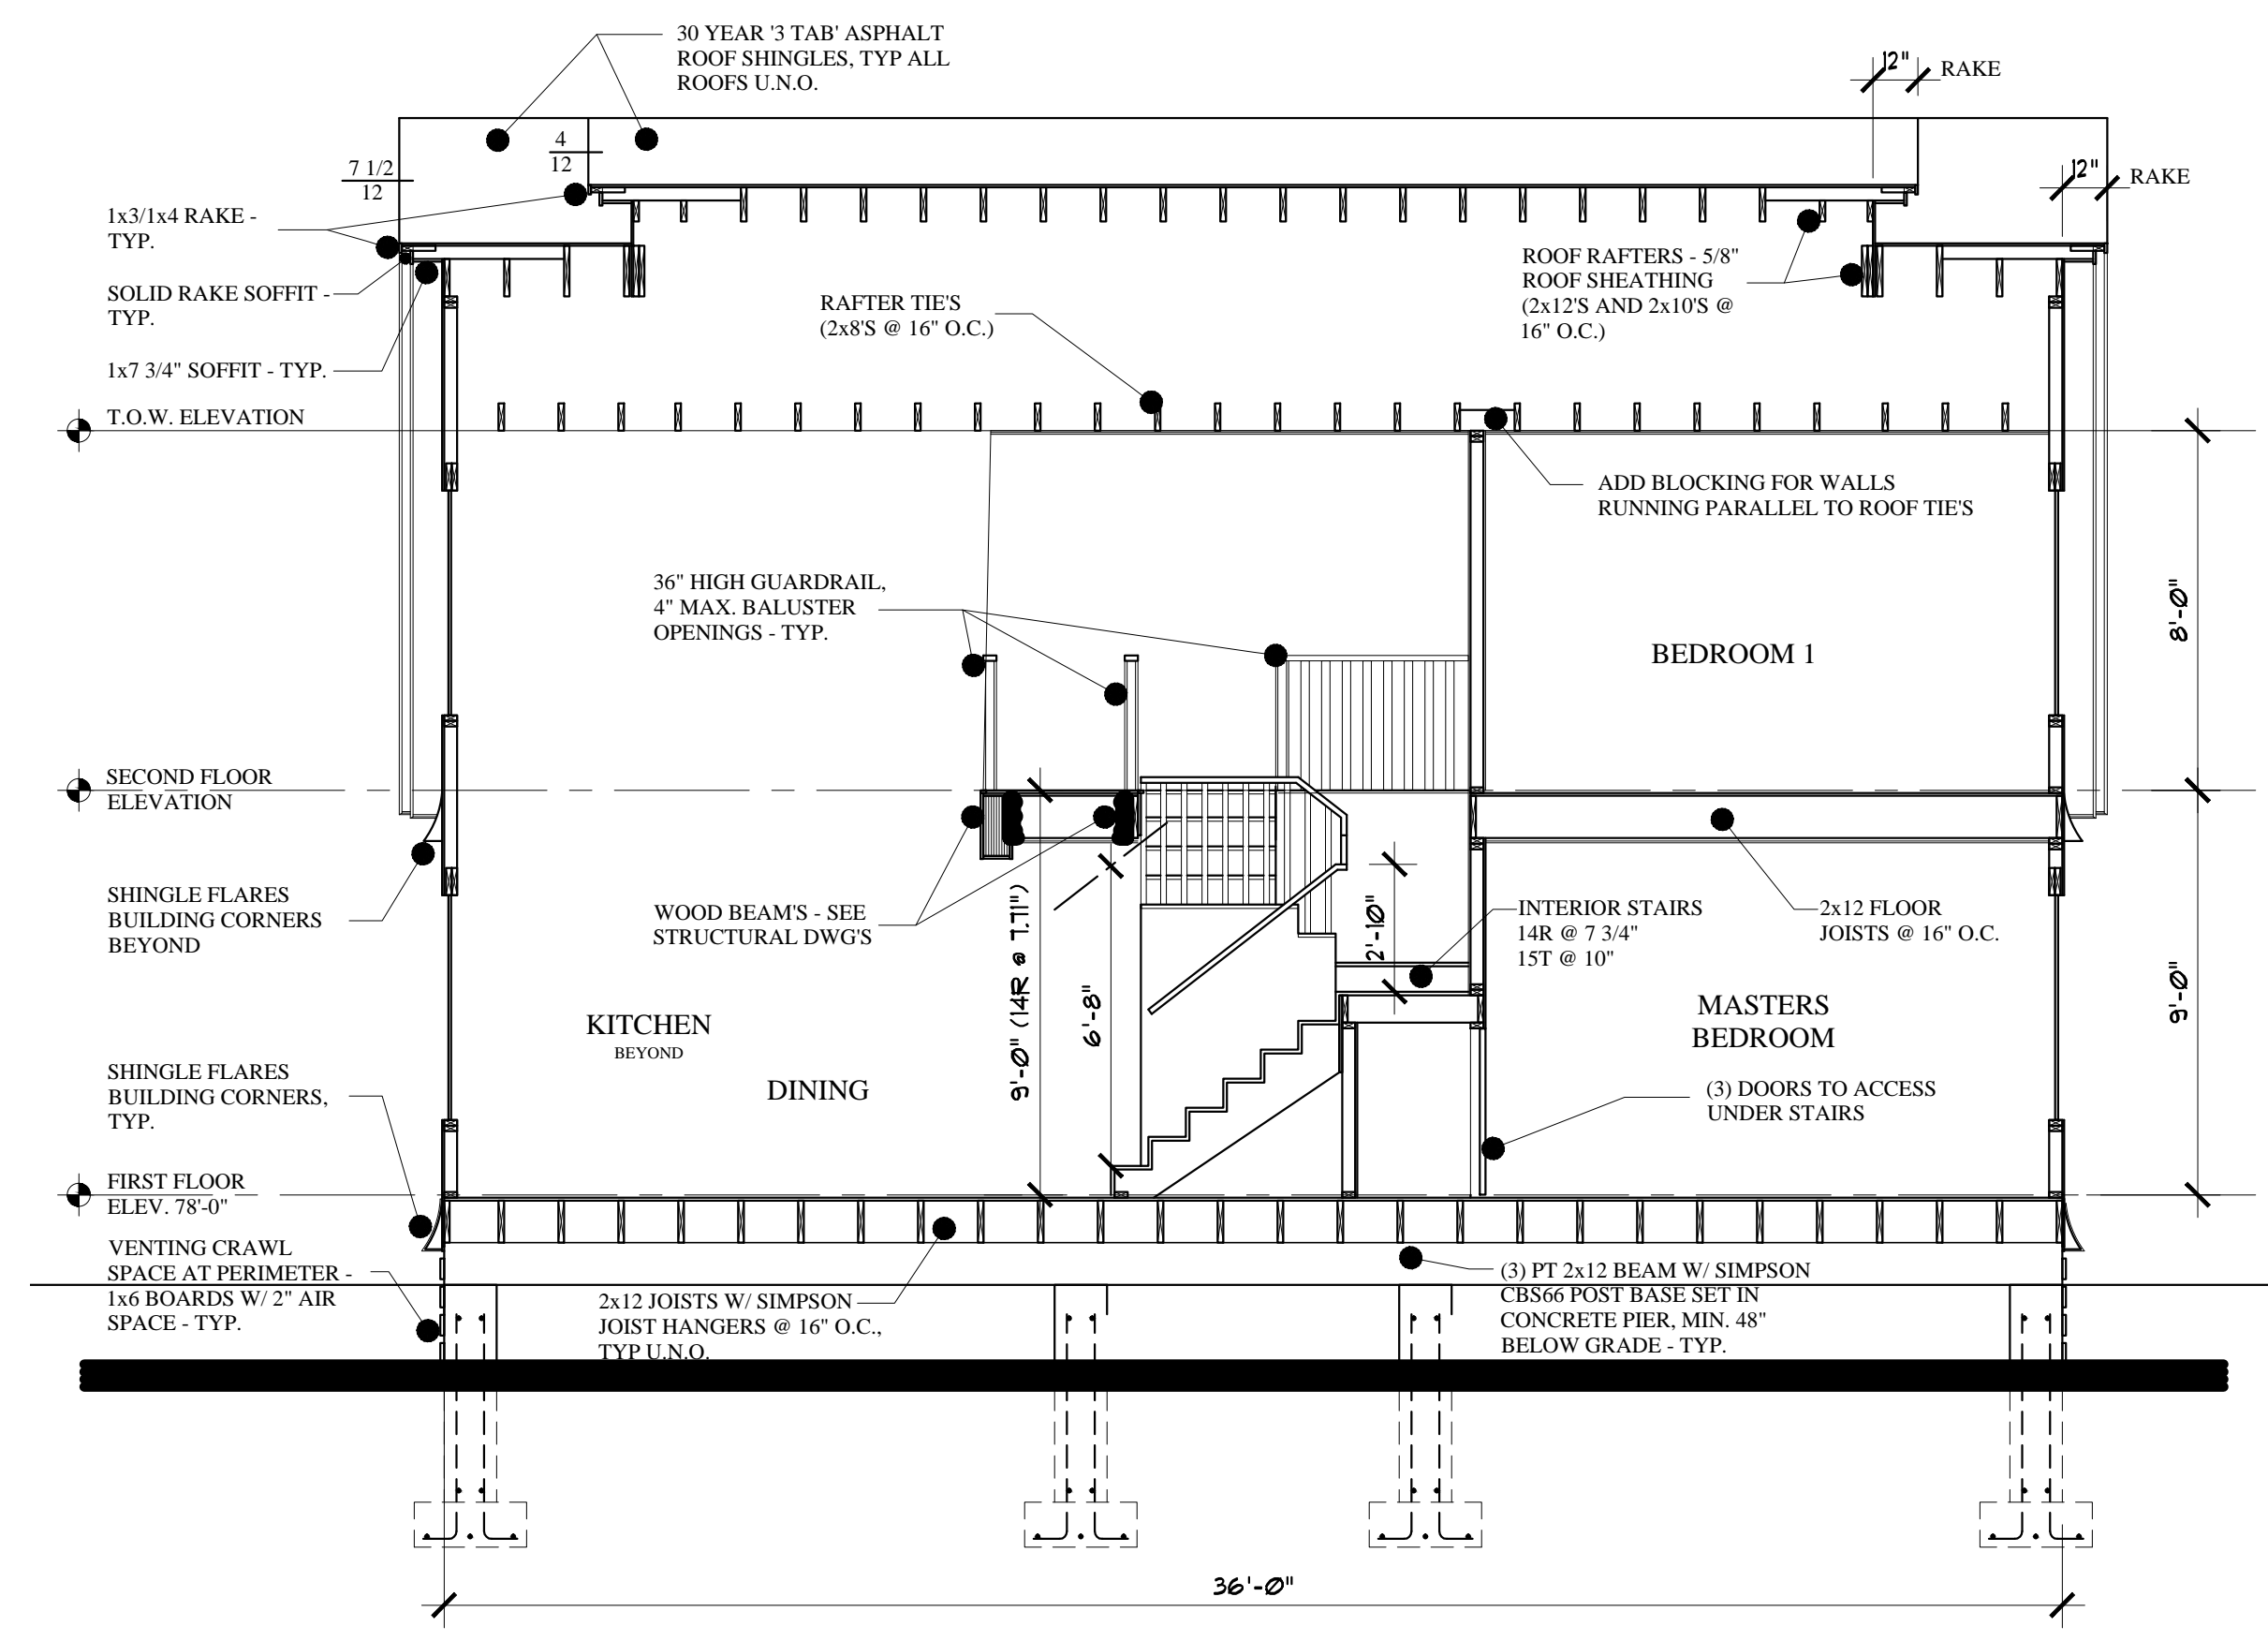 30 YEAR '3 TAB' ASPHALT
ROOF SHINGLES, TYP ALL
ROOFS U.N.O.
12"
RAKE
4
12
7 1/2
12
12"
RAKE
1x3/1x4 RAKE -
TYP.
SOLID RAKE SOFFIT -
TYP.
1x7 3/4" SOFFIT - TYP.
RAFTER TIE'S
(2x8'S @ 16" O.C.)
ROOF RAFTERS - 5/8"
ROOF SHEATHING
(2x12'S AND 2x10'S @
16" O.C.)
T.O.W. ELEVATION
ADD BLOCKING FOR WALLS
RUNNING PARALLEL TO ROOF TIE'S
36" HIGH GUARDRAIL,
4" MAX. BALUSTER
OPENINGS - TYP.
BEDROOM 1
8'-0"
SECOND FLOOR
ELEVATION
SHINGLE FLARES
BUILDING CORNERS
BEYOND
WOOD BEAM'S - SEE
STRUCTURAL DWG'S
9'-0" (14R @ 7.71")
6'-8"
2'-10"
INTERIOR STAIRS
14R @ 7 3/4"
15T @ 10"
2x12 FLOOR
JOISTS @ 16" O.C.
9'-0"
KITCHEN
BEYOND
DINING
MASTERS
BEDROOM
(3) DOORS TO ACCESS
UNDER STAIRS
SHINGLE FLARES
BUILDING CORNERS,
TYP.
FIRST FLOOR
ELEV. 78'-0"
VENTING CRAWL
SPACE AT PERIMETER -
1x6 BOARDS W/ 2" AIR
SPACE - TYP.
2x12 JOISTS W/ SIMPSON
JOIST HANGERS @ 16" O.C.,
TYP U.N.O.
(3) PT 2x12 BEAM W/ SIMPSON
CBS66 POST BASE SET IN
CONCRETE PIER, MIN. 48"
BELOW GRADE - TYP.
36'-0"